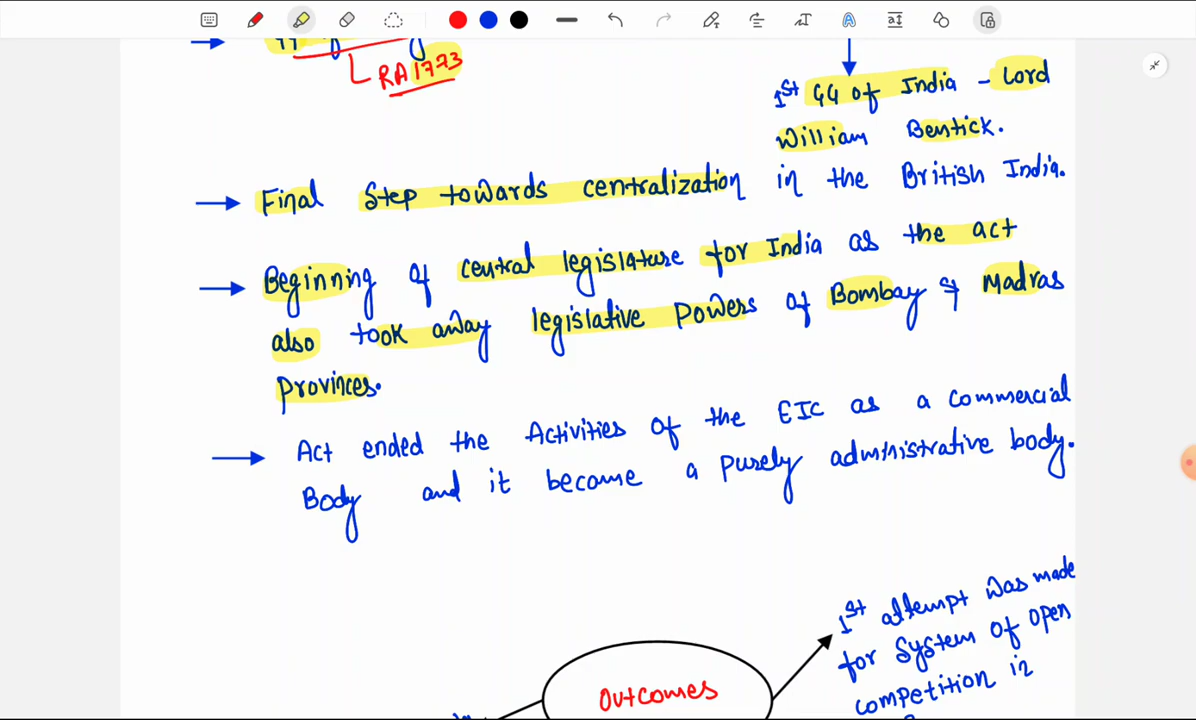 RA 1773
1st GG of India - Lord
William Bentick.
→ Final Step towards centralization in the British India.
→ Beginning of central legislature for India as the act
also took away legislative Powers of Bombay & Madras
Provinces.
→ Act ended the Activities of the EIC as a commercial
Body and it became a purely administrative body.
1st attempt was made
for System of open
competition in
Outcomes